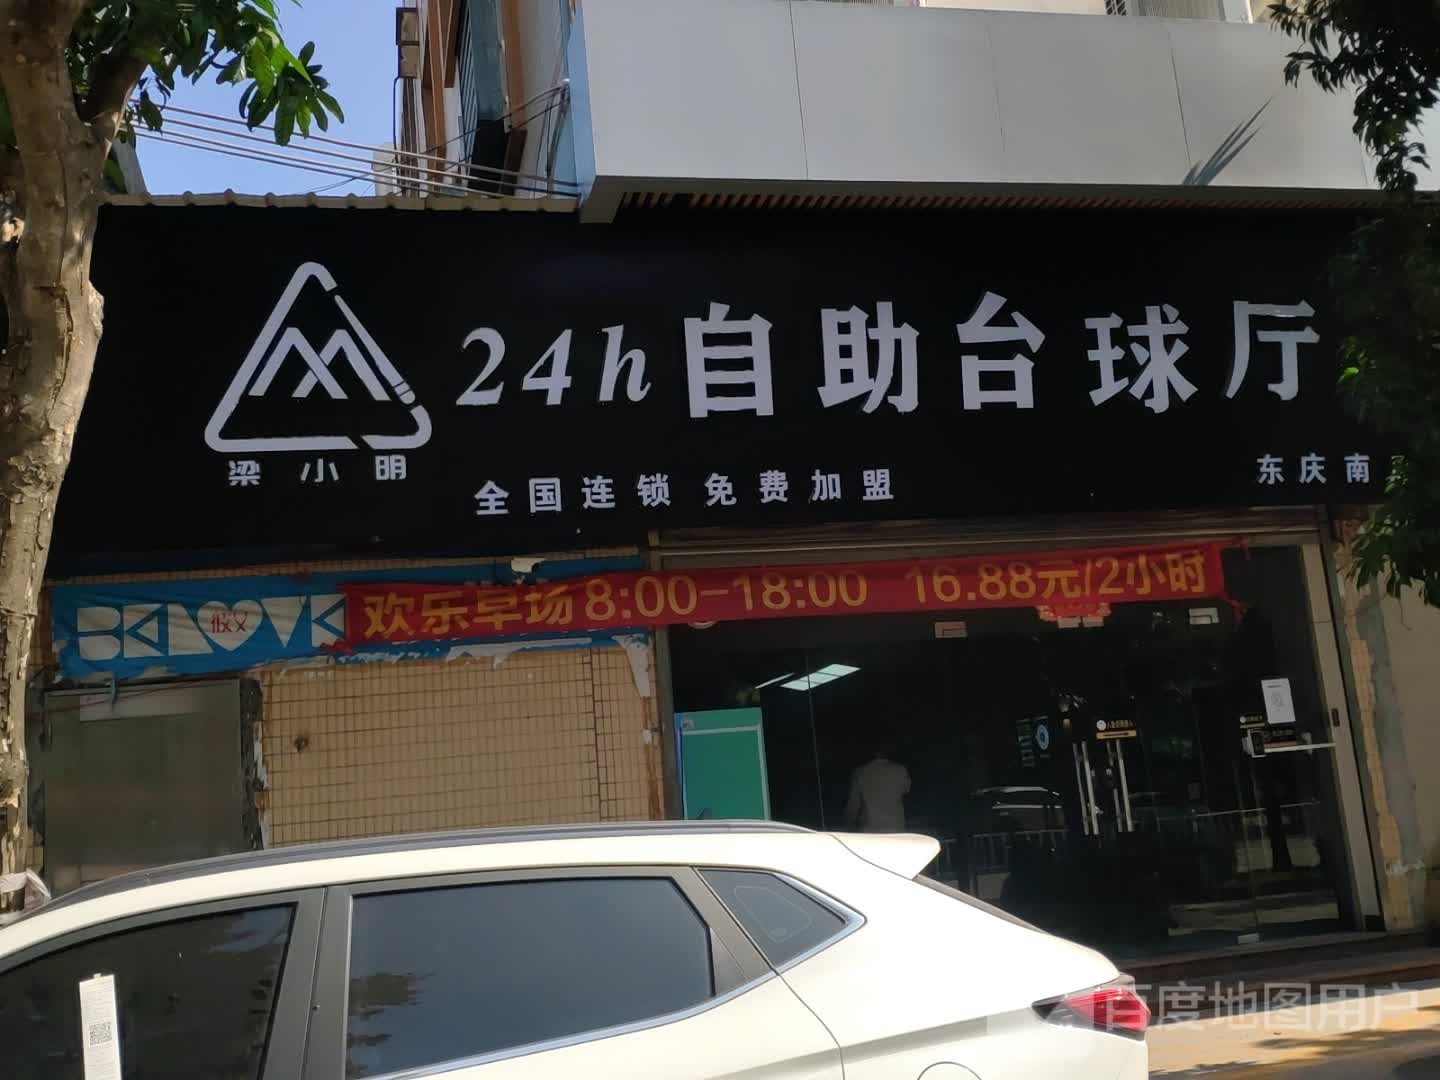 24h自助台球厅
梁小明
全国连锁 免费加盟
东庆南
欢乐早场 8:00-18:00 16.88元/2小时
百度地图用户